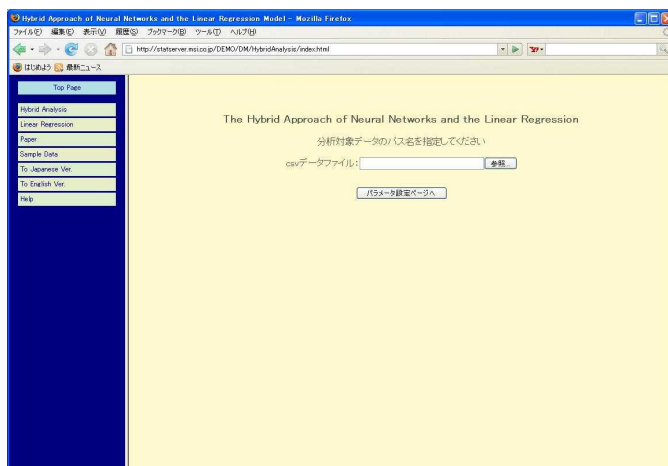 Hybrid Approach of Neural Networks and the Linear Regression Model - Mozilla Firefox
ファイル(F) 編集(E) 表示(V) 履歴(S) ブックマーク(B) ツール(T) ヘルプ(H)
http://statserver.msi.co.jp/DEMO/DM/HybridAnalysis/index.html
はじめよう 最新ニュース
Top Page
Hybrid Analysis
Linear Regression
Paper
Sample Data
To Japanese Ver.
To English Ver.
Help
The Hybrid Approach of Neural Networks and the Linear Regression
分析対象データのパス名を指定してください
csvデータファイル: 参照...
パラメータ設定ページへ